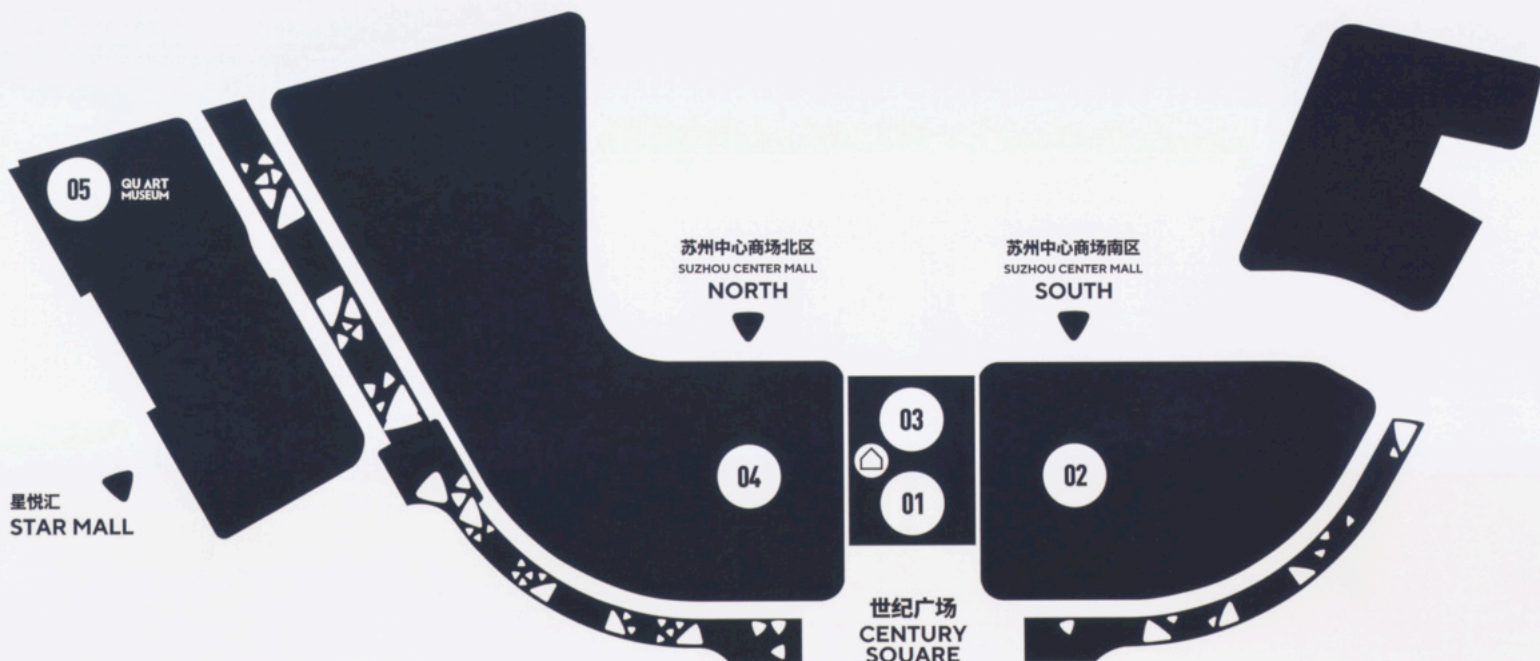 05
QU ART
MUSEUM
苏州中心商场北区
SUZHOU CENTER MALL
NORTH
苏州中心商场南区
SUZHOU CENTER MALL
SOUTH
03
04
02
01
星悦汇
STAR MALL
世纪广场
CENTURY
SQUARE